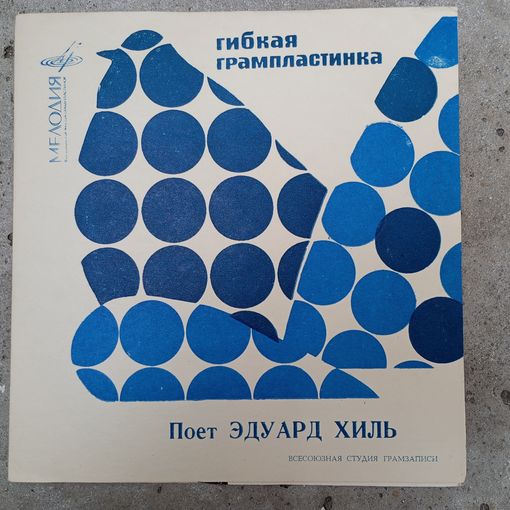 МЕЛОДИЯ
гибкая
грампластинка
Поет ЭДУАРД ХИЛЬ
ВСЕСОЮЗНАЯ СТУДИЯ ГРАМЗАПИСИ